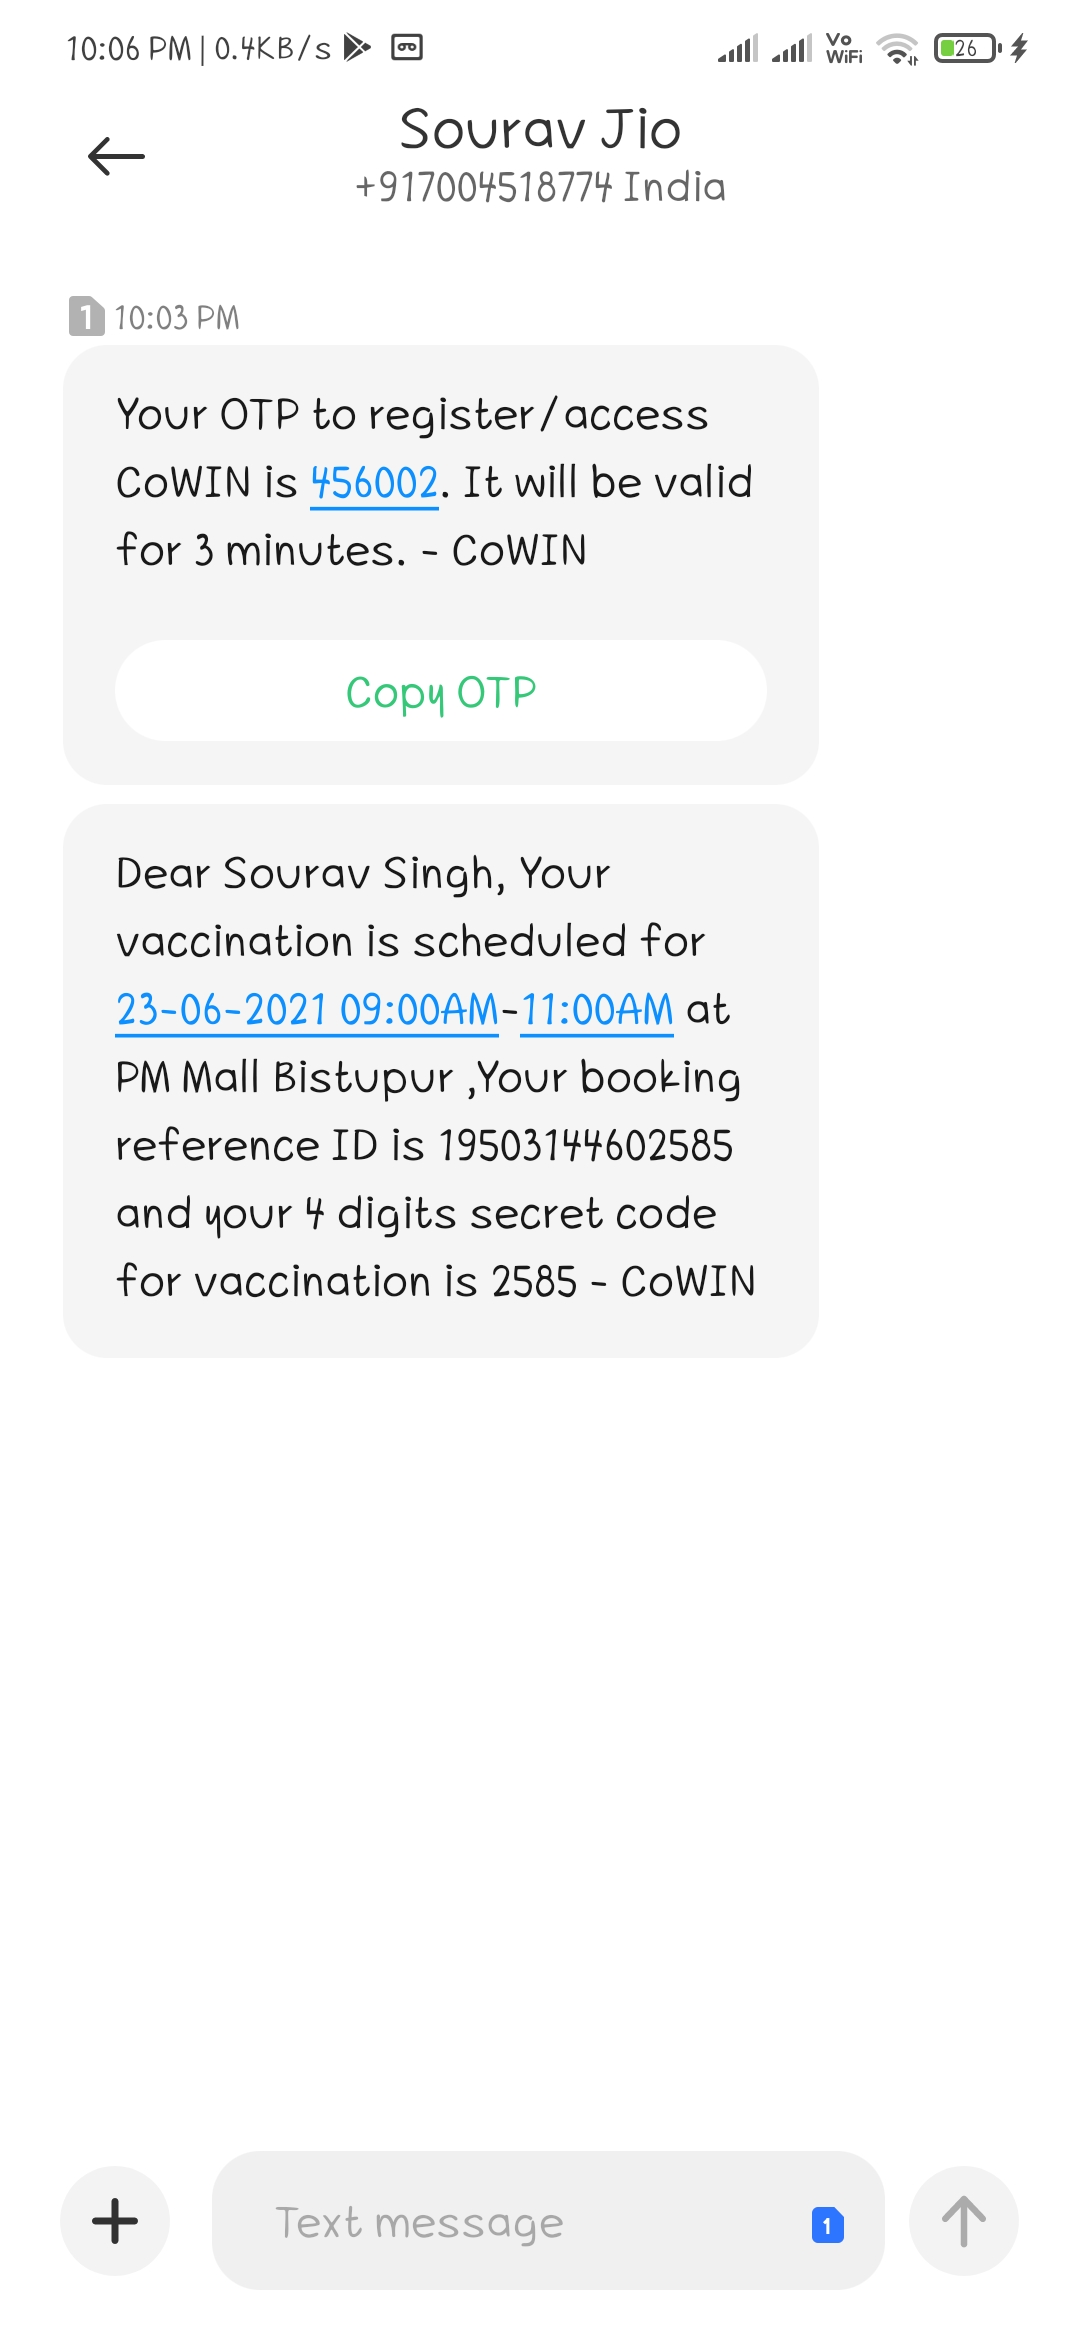 10:06 PM | 0.4KB/s
Vo
WiFi
26
Sourav Jio
+917004518774 India
1 10:03 PM
Your OTP to register/access
CoWIN is 456002. It will be valid
for 3 minutes. - CoWIN
Copy OTP
Dear Sourav Singh, Your
vaccination is scheduled for
23-06-2021 09:00AM-11:00AM at
PM Mall Bistupur ,Your booking
reference ID is 19503144602585
and your 4 digits secret code
for vaccination is 2585 - CoWIN
Text message
1